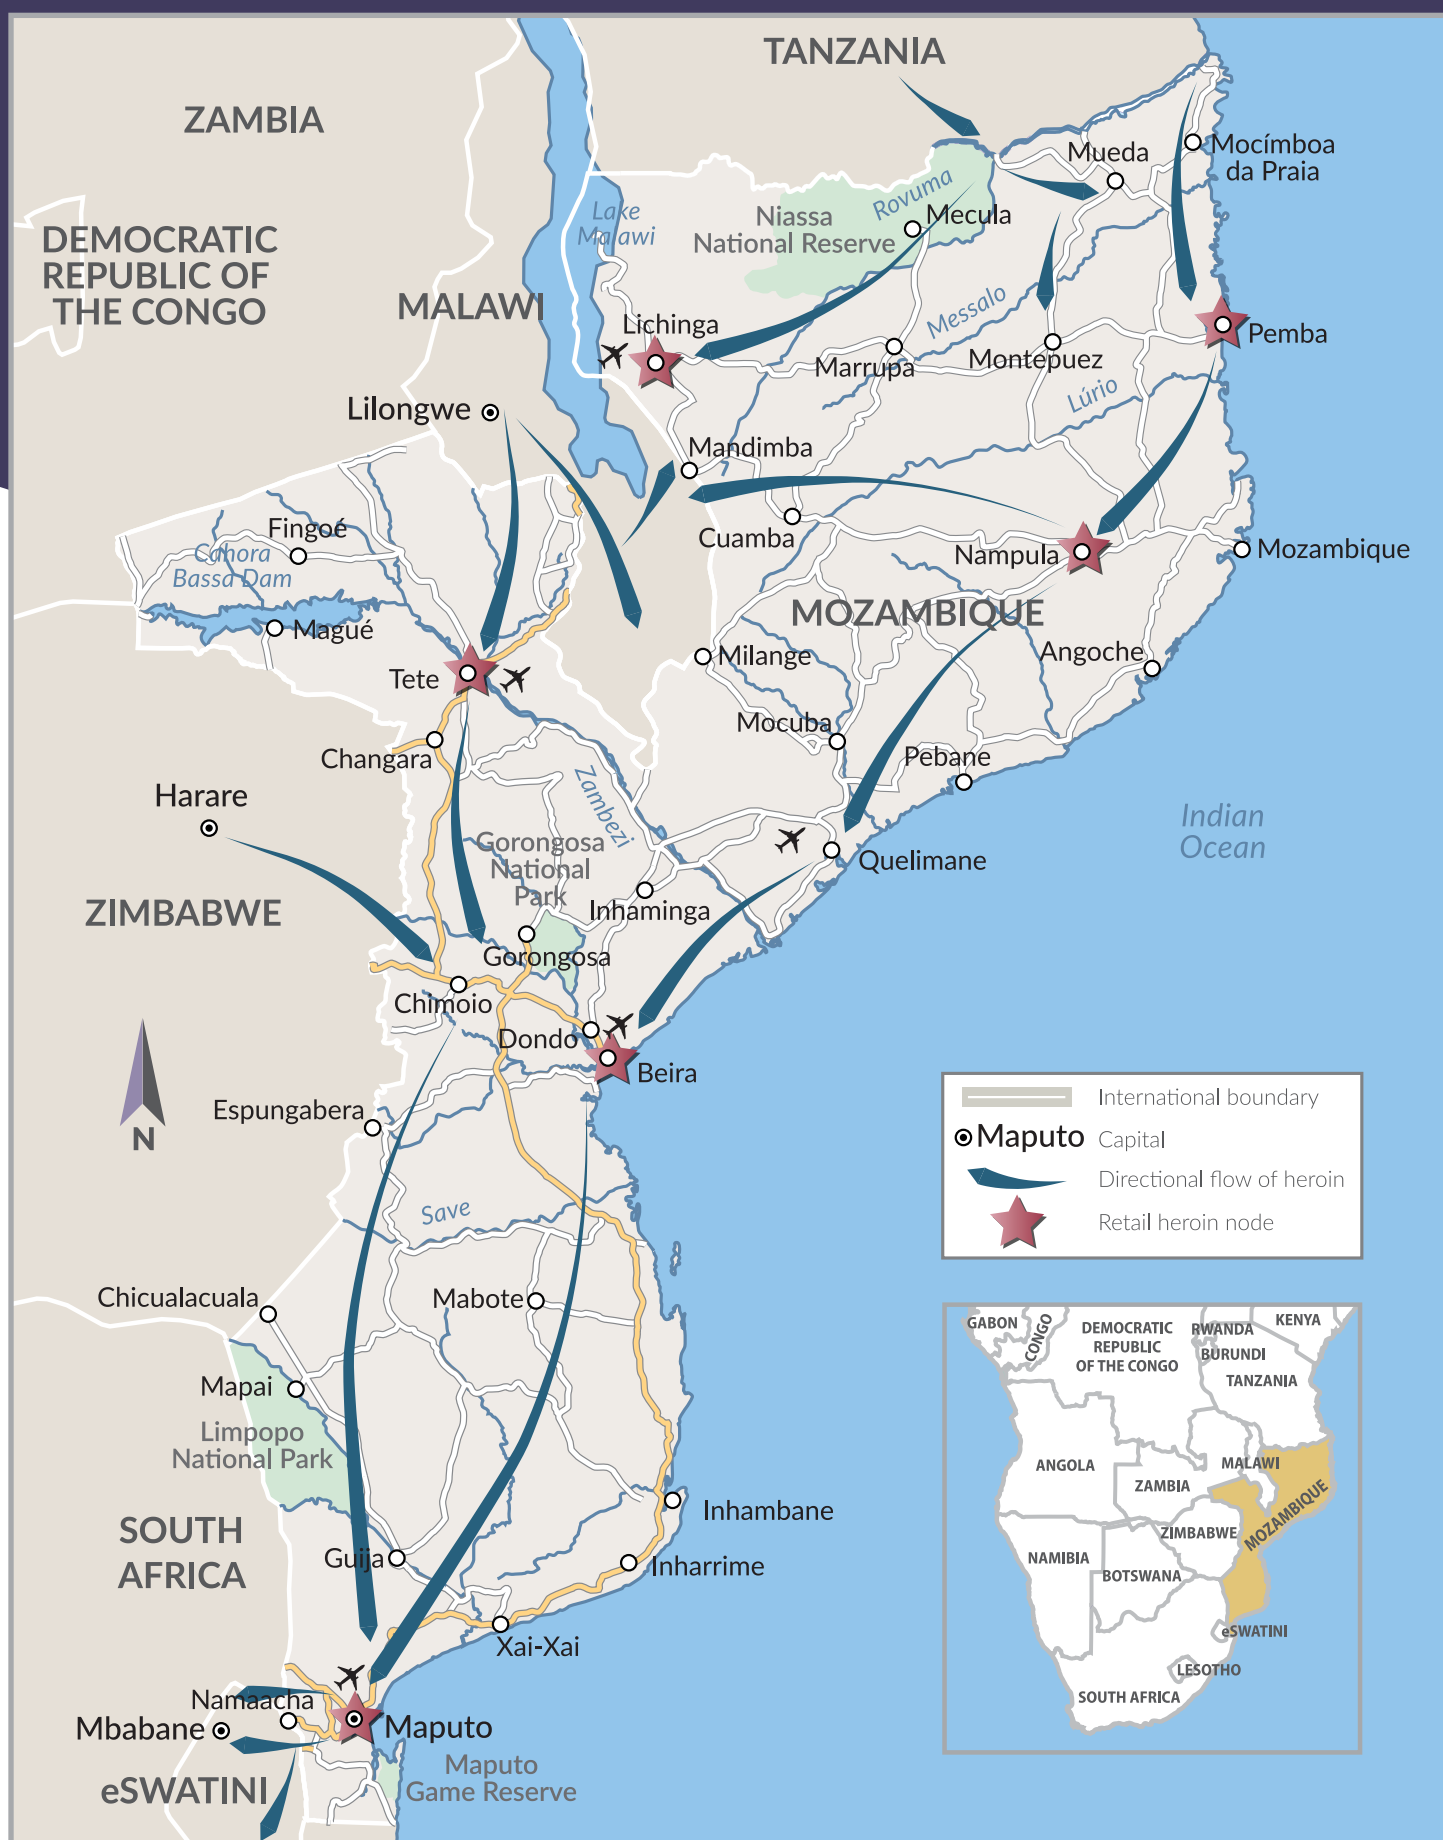 TANZANIA
ZAMBIA
Mocímboa
da Praia
Mueda
Rovuma
Lake
Malawi
Niassa
National Reserve
Mecula
DEMOCRATIC
REPUBLIC OF
THE CONGO
MALAWI
Messalo
Lichinga
Pemba
Marrupa
Montepuez
Lúrio
Lilongwe
Mandimba
Fingoé
Cuamba
Nampula
Mozambique
Cahora
Bassa Dam
MOZAMBIQUE
Magué
Milange
Angoche
Tete
Mocuba
Changara
Pebane
Zambezi
Harare
Indian
Ocean
Gorongosa
National
Park
Quelimane
ZIMBABWE
Inhaminga
Gorongosa
Chimoio
Dondo
Beira
N
Espungabera
Save
Chicualacuala
Mabote
Mapai
Limpopo
National Park
Inhambane
SOUTH
AFRICA
Guija
Inharrime
Xai-Xai
Namaacha
Mbabane
Maputo
Maputo
Game Reserve
eSWATINI
International boundary
Maputo Capital
Directional flow of heroin
Retail heroin node
GABON
CONGO
DEMOCRATIC
REPUBLIC
OF THE CONGO
RWANDA
BURUNDI
KENYA
TANZANIA
ANGOLA
ZAMBIA
MALAWI
MOZAMBIQUE
ZIMBABWE
NAMIBIA
BOTSWANA
eSWATINI
LESOTHO
SOUTH AFRICA